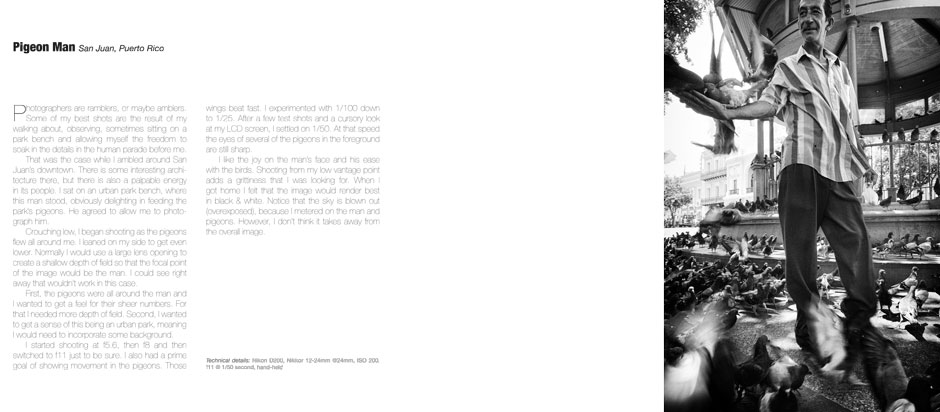 Pigeon Man San Juan, Puerto Rico
Photographers are ramblers, or maybe amblers.
Some of my best shots are the result of my
walking about, observing, sometimes sitting on a
park bench and allowing myself the freedom to
soak in the details in the human parade before me.
That was the case while I ambled around San
Juan's downtown. There is some interesting archi-
tecture there, but there is also a palpable energy
in its people. I sat on an urban park bench, where
this man stood, obviously delighting in feeding the
park's pigeons. He agreed to allow me to photo-
graph him.
Crouching low, I began shooting as the pigeons
flew all around me. I leaned on my side to get even
lower. Normally I would use a large lens opening to
create a shallow depth of field so that the focal point
of the image would be the man. I could see right
away that wouldn't work in this case.
First, the pigeons were all around the man and
I wanted to get a feel for their sheer numbers. For
that I needed more depth of field. Second, I wanted
to get a sense of this being an urban park, meaning
I would need to incorporate some background.
I started shooting at f5.6, then f8 and then
switched to f11 just to be sure. I also had a prime
goal of showing movement in the pigeons. Those
wings beat fast. I experimented with 1/100 down
to 1/25. After a few test shots and a cursory look
at my LCD screen, I settled on 1/50. At that speed
the eyes of several of the pigeons in the foreground
are still sharp.
I like the joy on the man's face and his ease
with the birds. Shooting from my low vantage point
adds a grittiness that I was looking for. When I
got home I felt that the image would render best
in black & white. Notice that the sky is blown out
(overexposed), because I metered on the man and
pigeons. However, I don't think it takes away from
the overall image.
Technical details: Nikon D200, Nikkor 12-24mm @24mm, ISO 200,
f11 @ 1/50 second, hand-held